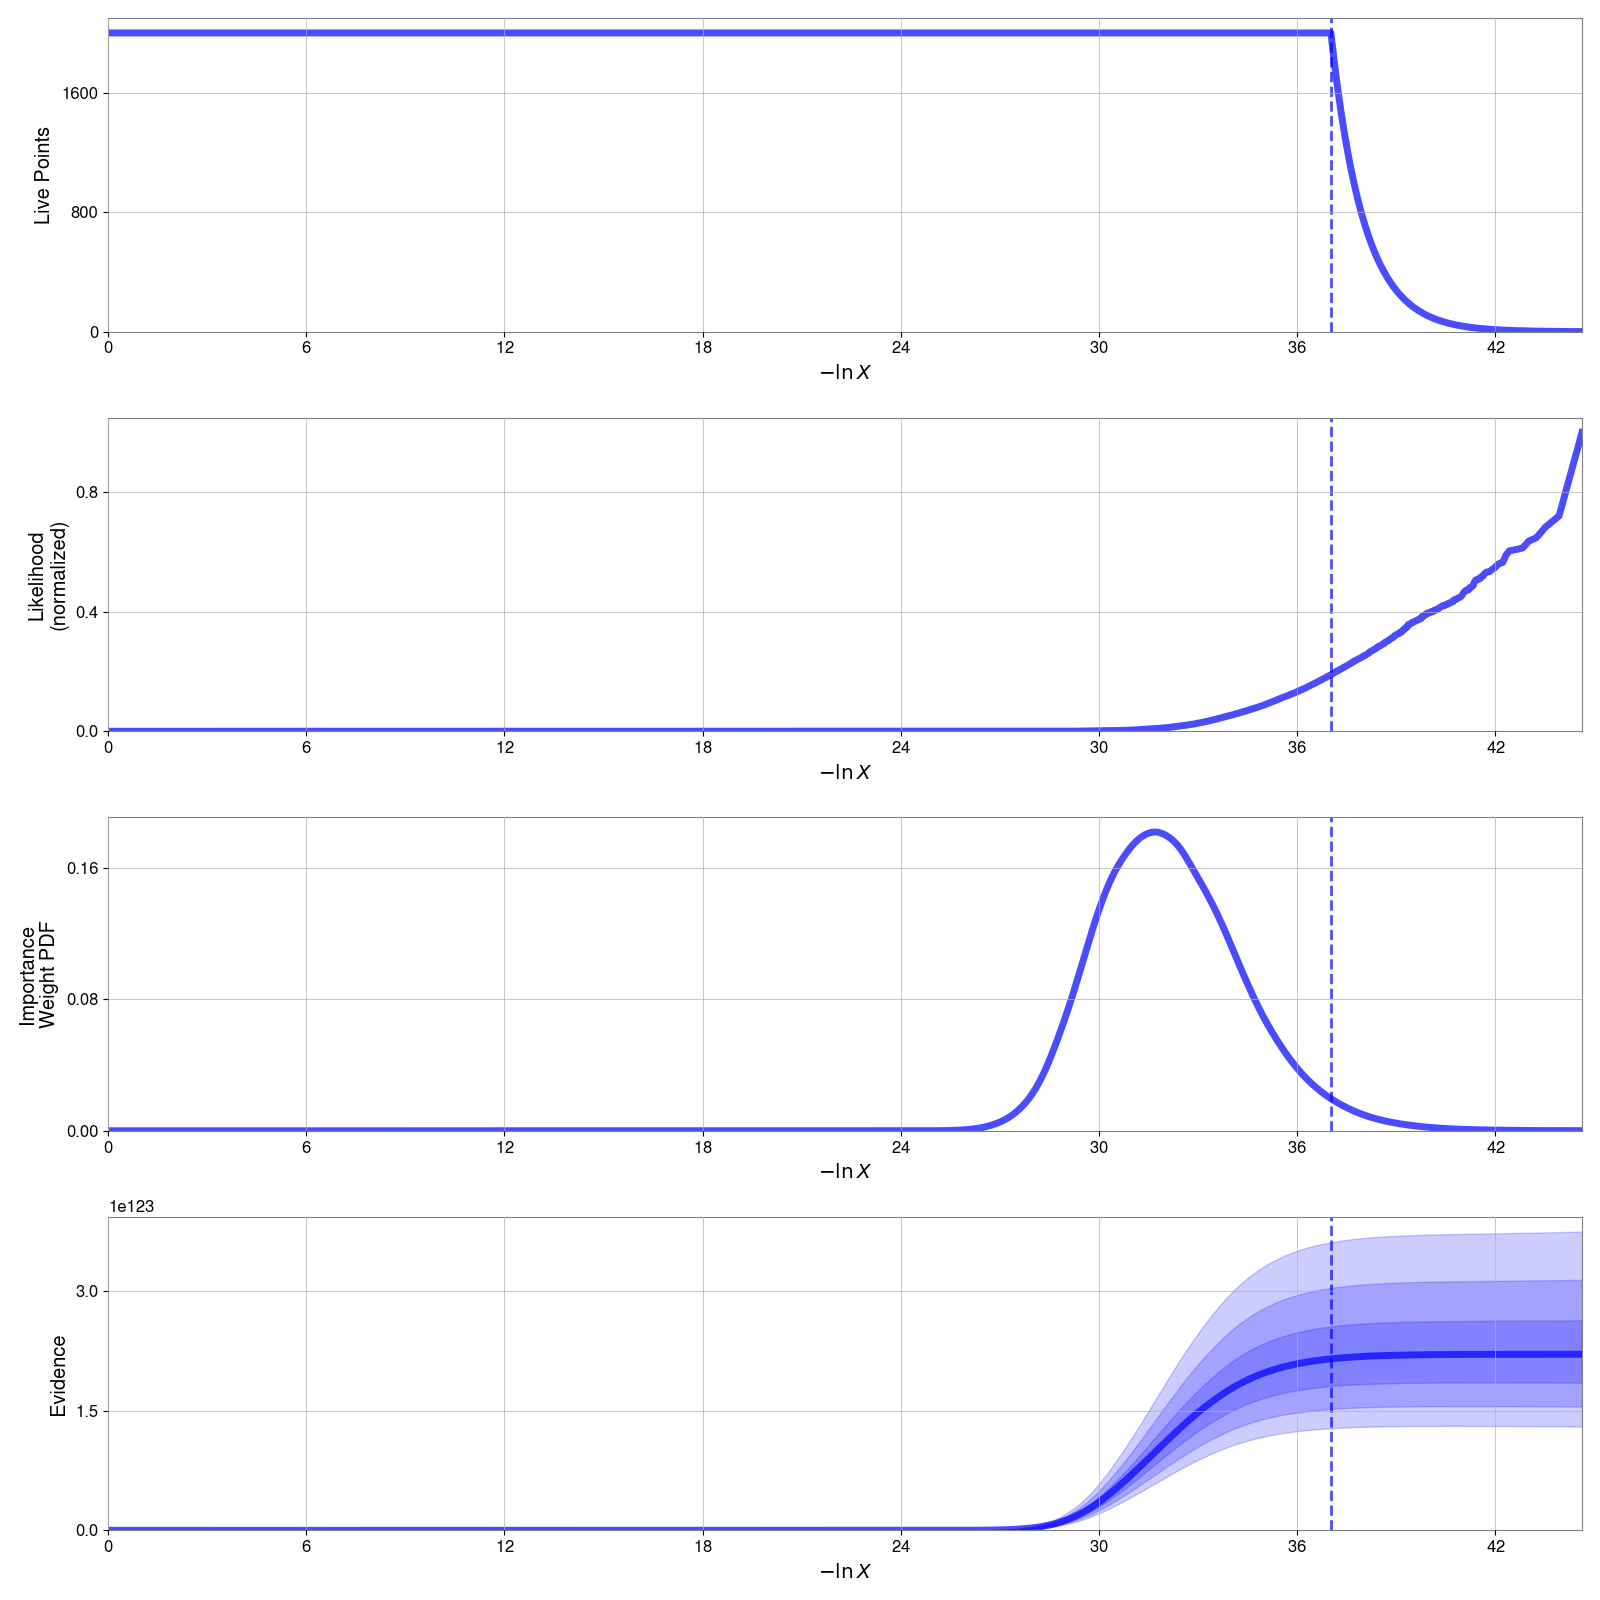 1600
800
0
Live Points
0 6 12 18 24 30 36 42
−ln X
0.8
0.4
0.0
Likelihood
(normalized)
0 6 12 18 24 30 36 42
−ln X
0.16
0.08
0.00
Importance
Weight PDF
0 6 12 18 24 30 36 42
−ln X
1e123
3.0
1.5
0.0
Evidence
0 6 12 18 24 30 36 42
−ln X